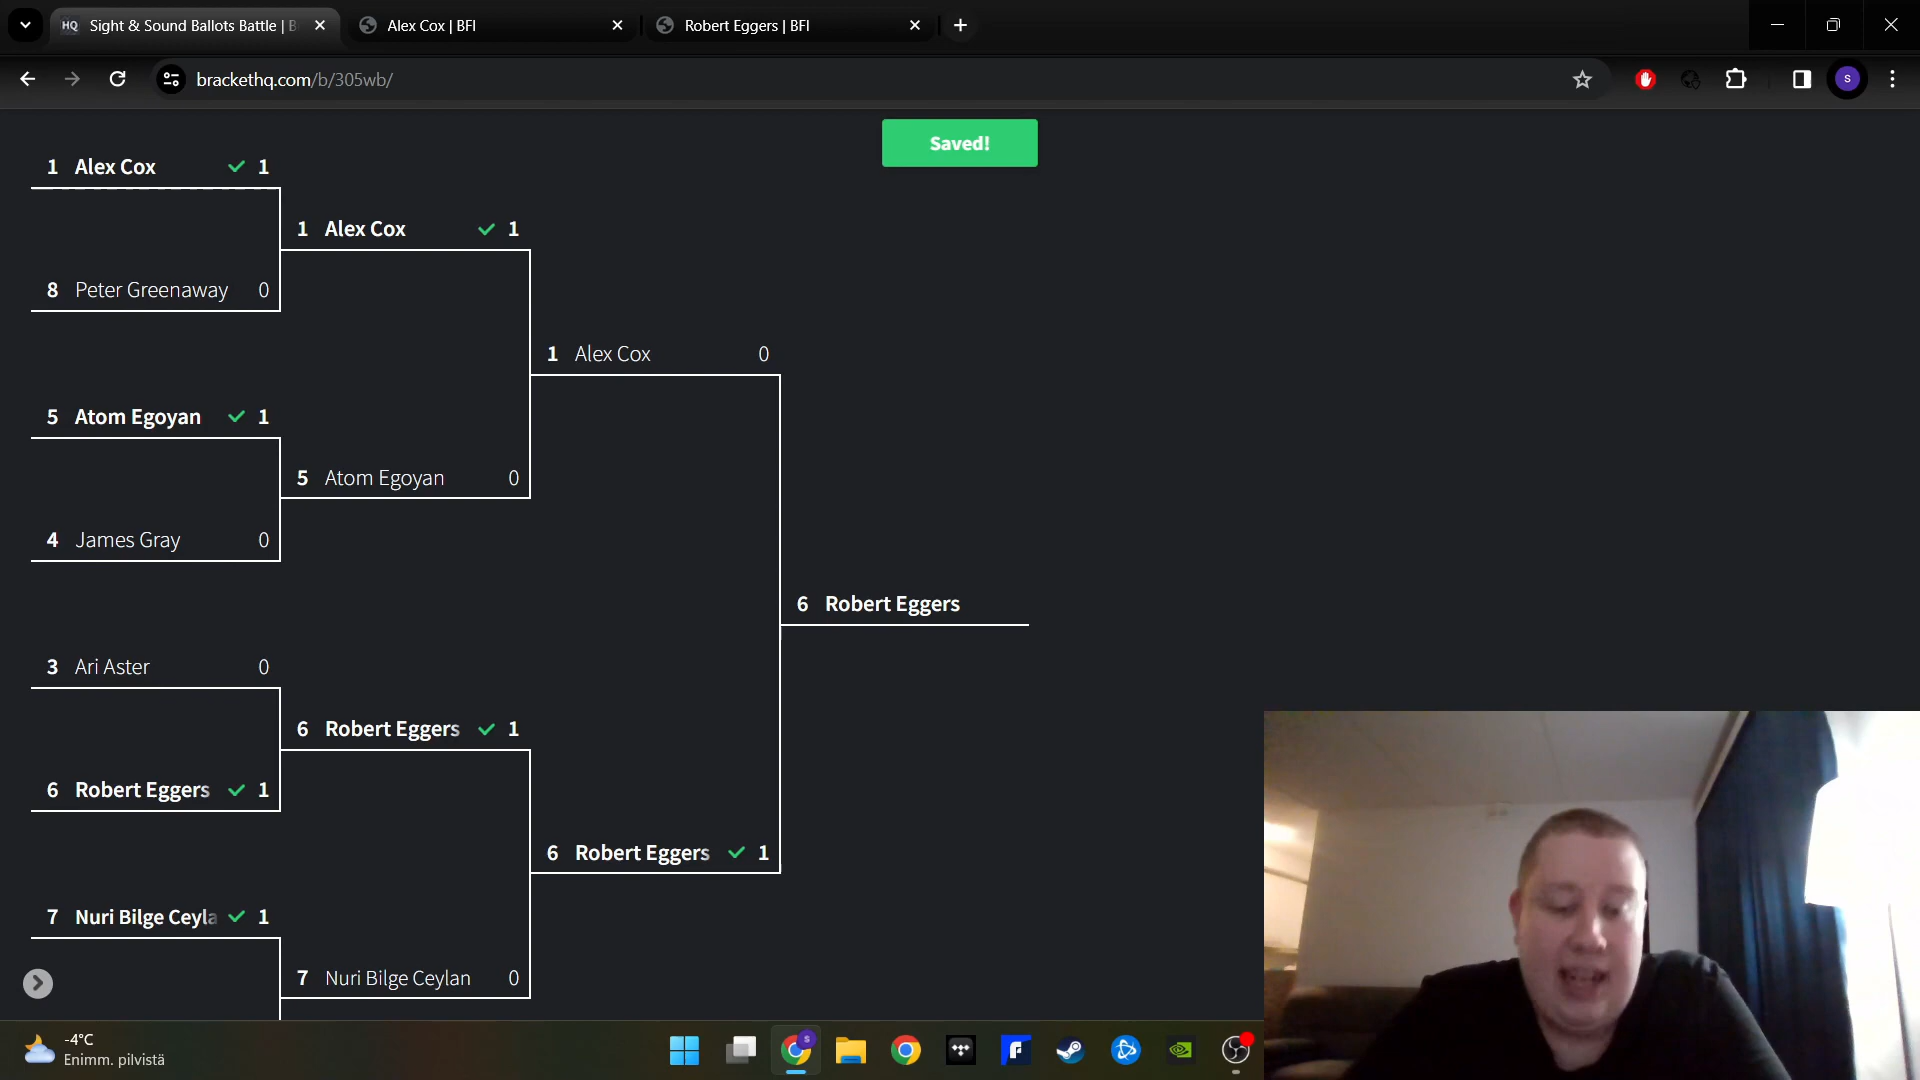 HQ Sight & Sound Ballots Battle | B
Alex Cox | BFI
Robert Eggers | BFI
brackethq.com/b/305wb/
S
Saved!
1 Alex Cox 1
8 Peter Greenaway 0
5 Atom Egoyan 1
4 James Gray 0
3 Ari Aster 0
6 Robert Eggers 1
7 Nuri Bilge Ceyla 1
1 Alex Cox 1
5 Atom Egoyan 0
6 Robert Eggers 1
7 Nuri Bilge Ceylan 0
1 Alex Cox 0
6 Robert Eggers 1
6 Robert Eggers
-4°C
Enimm. pilvistä